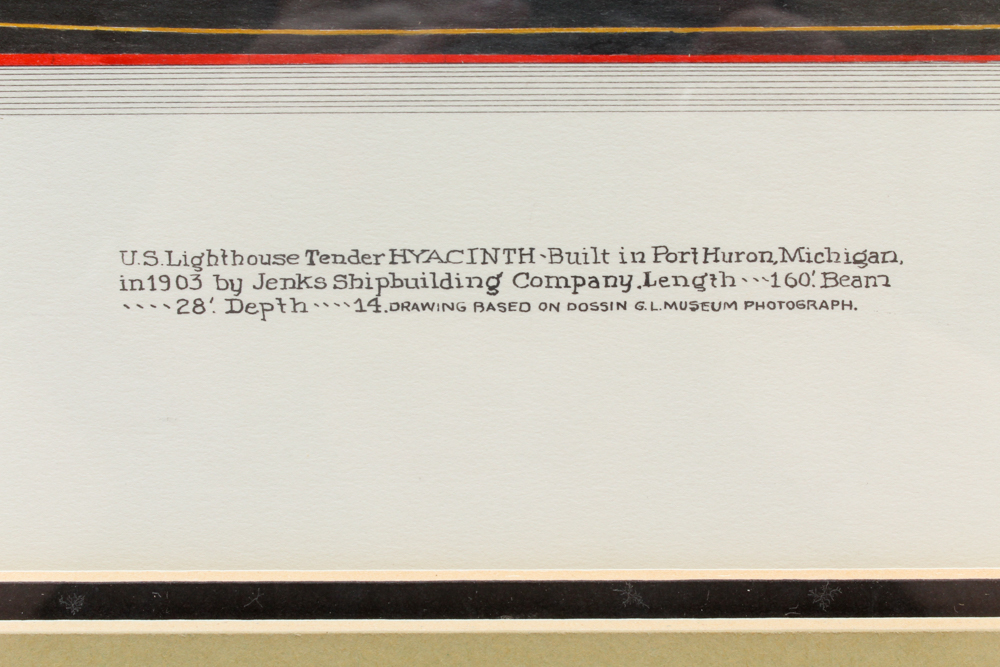 U.S. Lighthouse Tender HYACINTH - Built in Port Huron, Michigan,
in 1903 by Jenks Shipbuilding Company. Length ---- 160'. Beam
---- 28'. Depth ---- 14. DRAWING BASED ON DOSSIN G.L. MUSEUM PHOTOGRAPH.